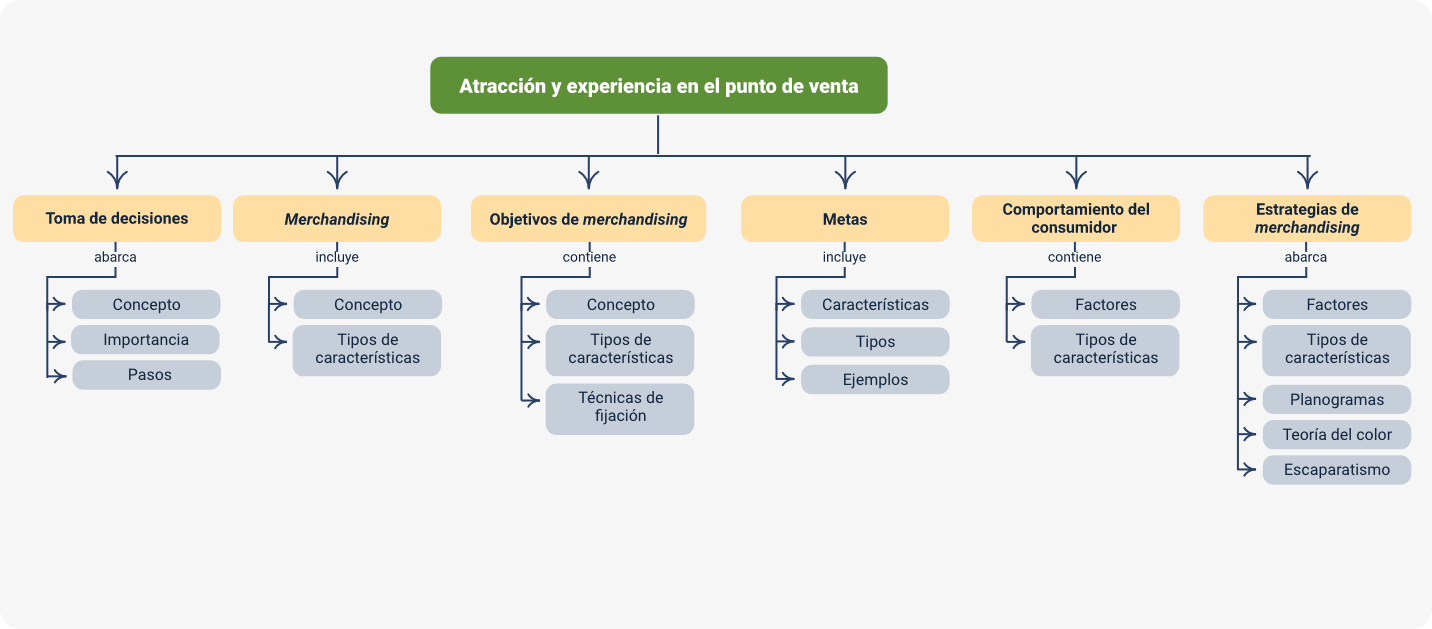 Atracción y experiencia en el punto de venta
Toma de decisiones
abarca
Concepto
Importancia
Pasos
Merchandising
incluye
Concepto
Tipos de
características
Objetivos de merchandising
contiene
Concepto
Tipos de
características
Técnicas de
fijación
Metas
incluye
Características
Tipos
Ejemplos
Comportamiento del
consumidor
contiene
Factores
Tipos de
características
Estrategias de
merchandising
abarca
Factores
Tipos de
características
Planogramas
Teoría del color
Escaparatismo